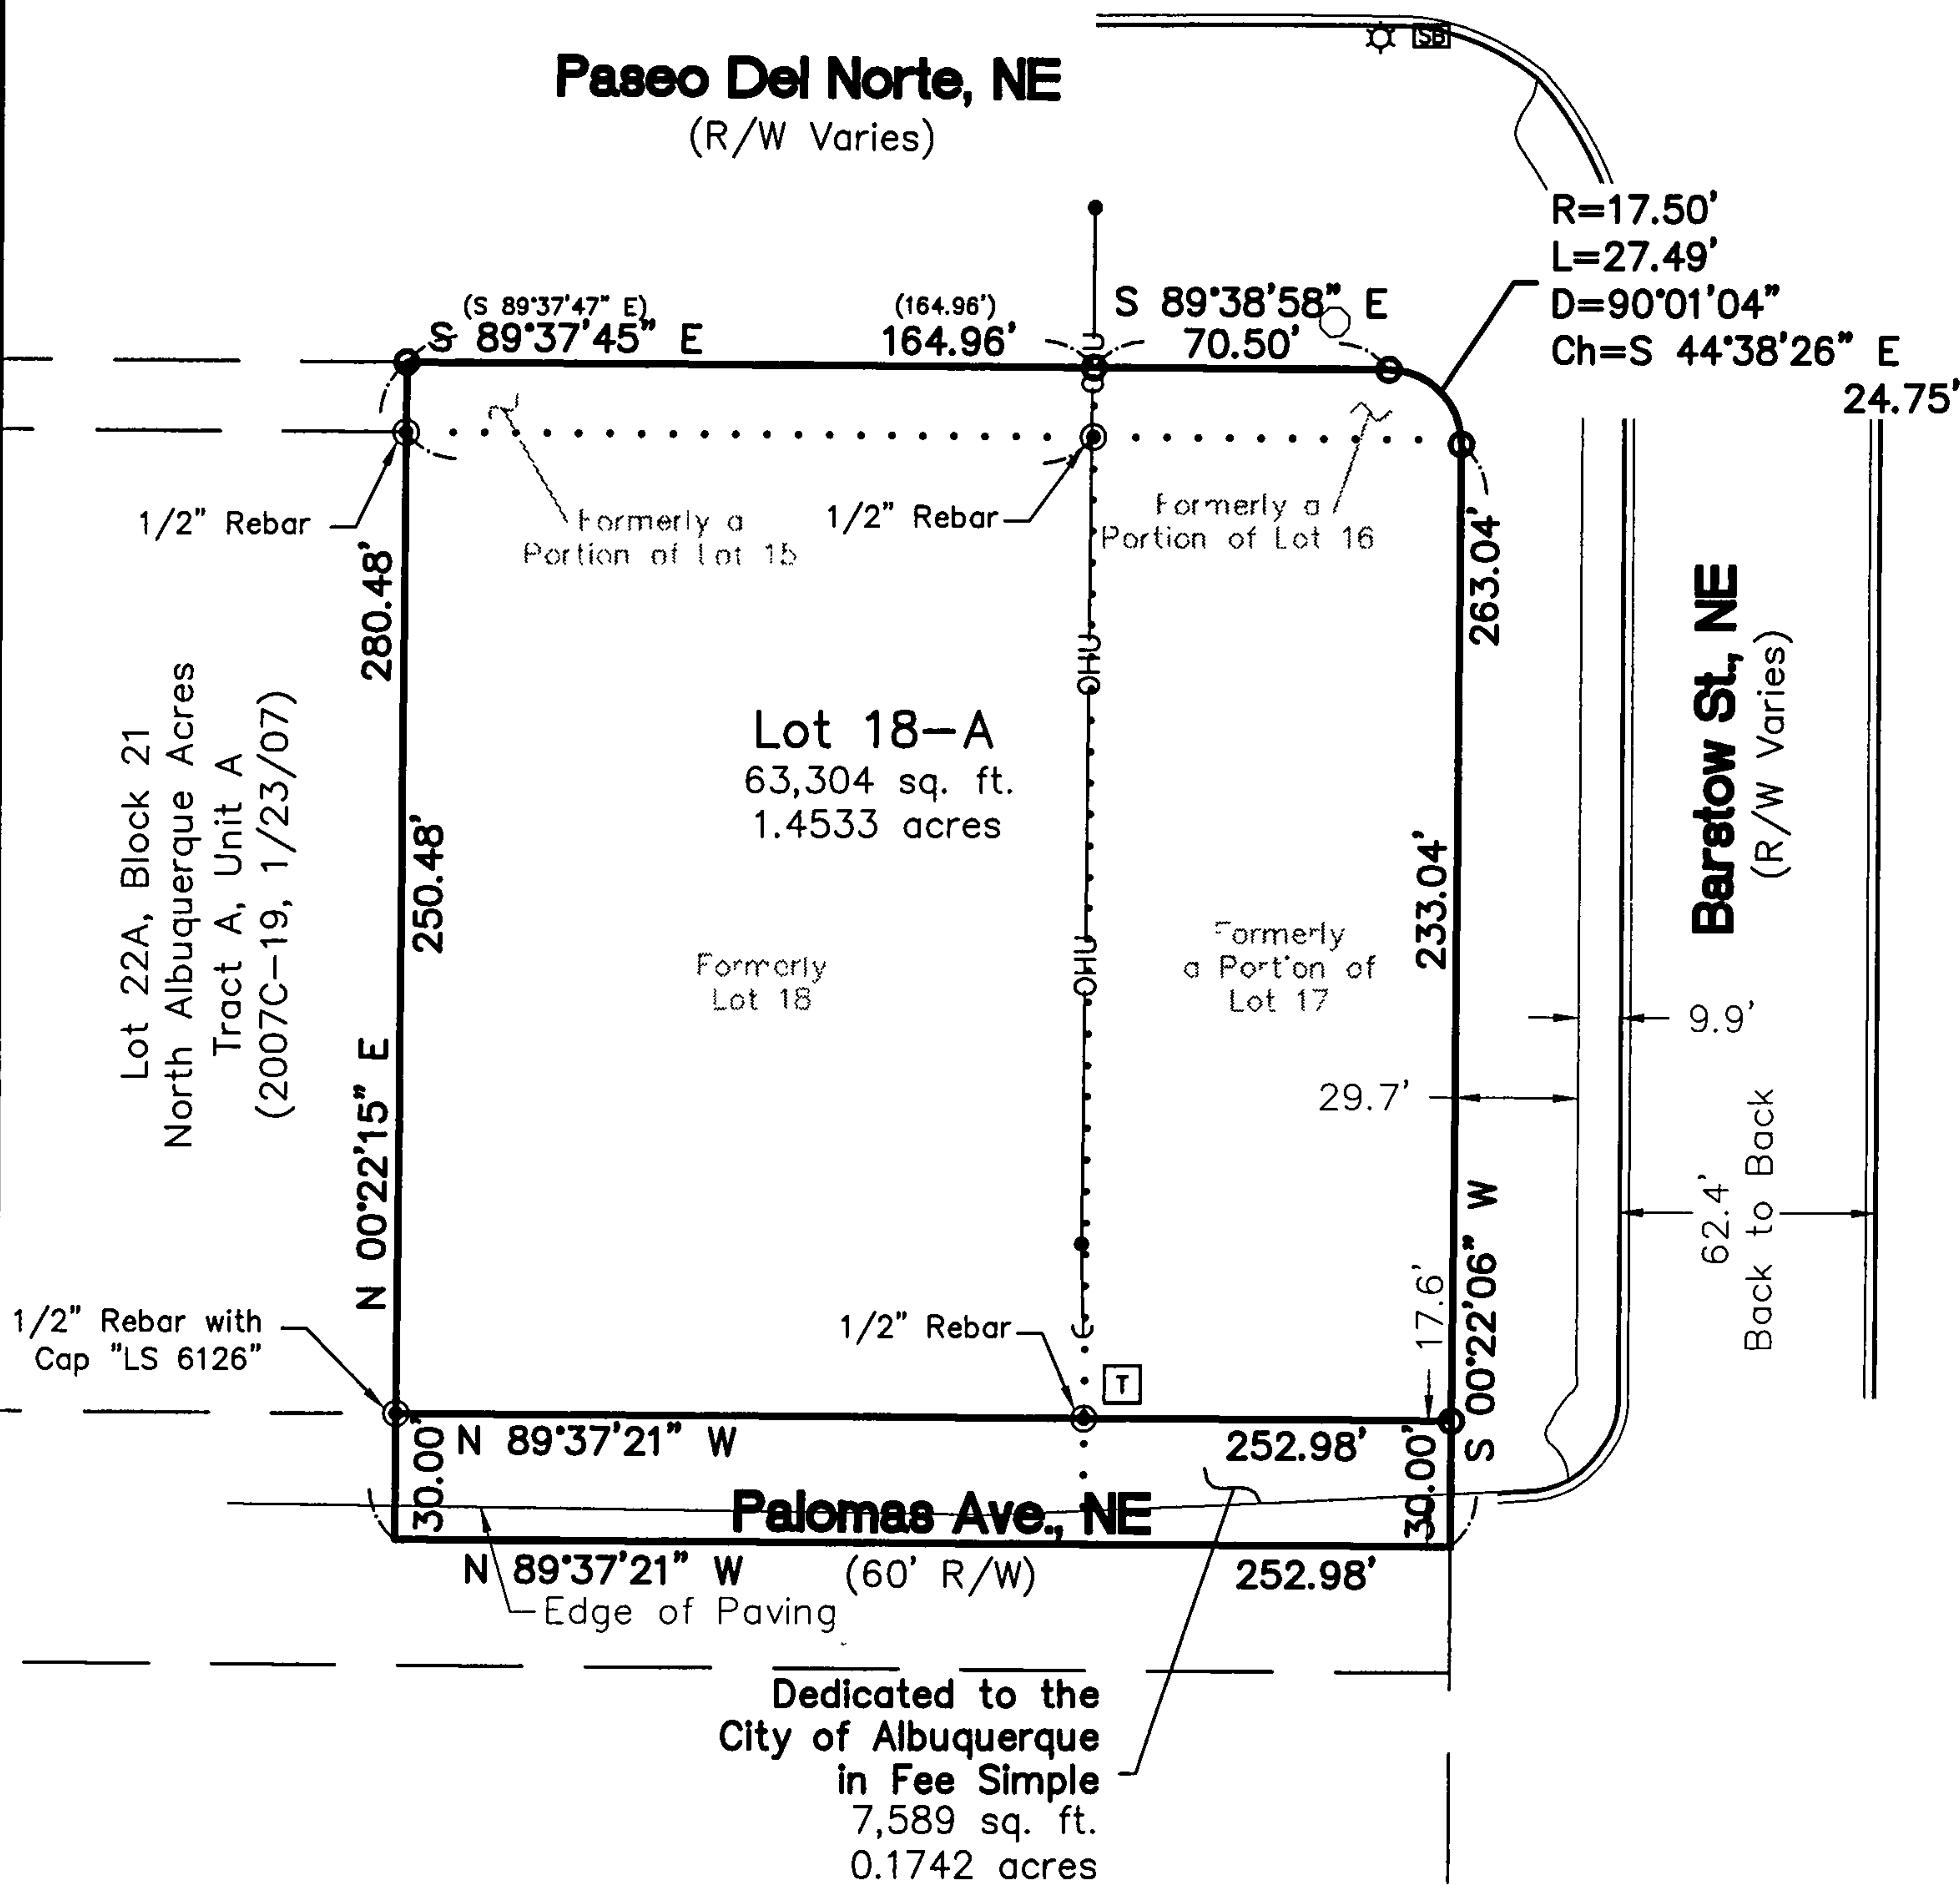 SB
Paseo Del Norte, NE
(R/W Varies)
R=17.50'
L=27.49'
D=90°01'04"
Ch=S 44°38'26" E
24.75'
(S 89°37'47" E)
S 89°37'45" E
(164.96')
164.96'
S 89°38'58" E
70.50'
1/2" Rebar
Formerly a
Portion of Lot 15
1/2" Rebar
Formerly a
Portion of Lot 16
280.48'
263.04'
OHU
Lot 18-A
63,304 sq. ft.
1.4533 acres
Barstow St., NE
(R/W Varies)
Lot 22A, Block 21
North Albuquerque Acres
Tract A, Unit A
(2007C-19, 1/23/07)
250.48'
233.04'
OHU
Formerly
Lot 18
Formerly
a Portion of
Lot 17
9.9'
29.7'
N 00°22'15" E
S 00°22'06" W
17.6'
62.4'
Back to Back
1/2" Rebar with
Cap "LS 6126"
1/2" Rebar
T
N 89°37'21" W
252.98'
30.00'
30.00'
Palomas Ave., NE
(60' R/W)
N 89°37'21" W
252.98'
Edge of Paving
Dedicated to the
City of Albuquerque
in Fee Simple
7,589 sq. ft.
0.1742 acres